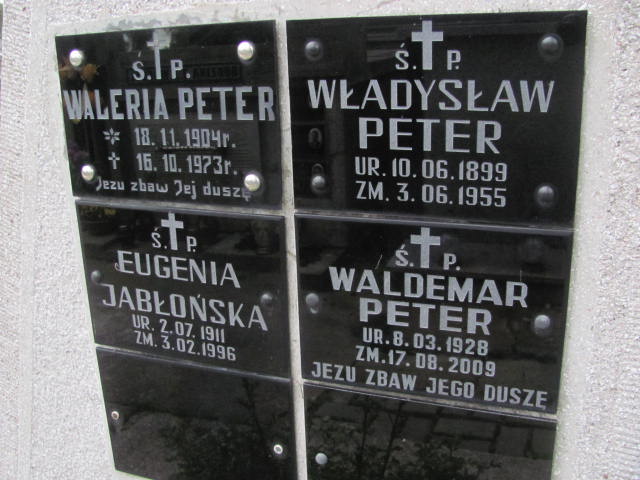 Ś. P.
WALERIA PETER
18.11.1904r.
16.10.1973r.
Jezu zbaw Jej duszę
Ś. P.
WŁADYSŁAW
PETER
UR. 10.06.1899
ZM. 3.06.1955
Ś. P.
EUGENIA
JABŁOŃSKA
UR. 2.07.1911
ZM. 3.02.1996
Ś. P.
WALDEMAR
PETER
UR. 8.03.1928
ZM. 17.08.2009
JEZU ZBAW JEGO DUSZĘ